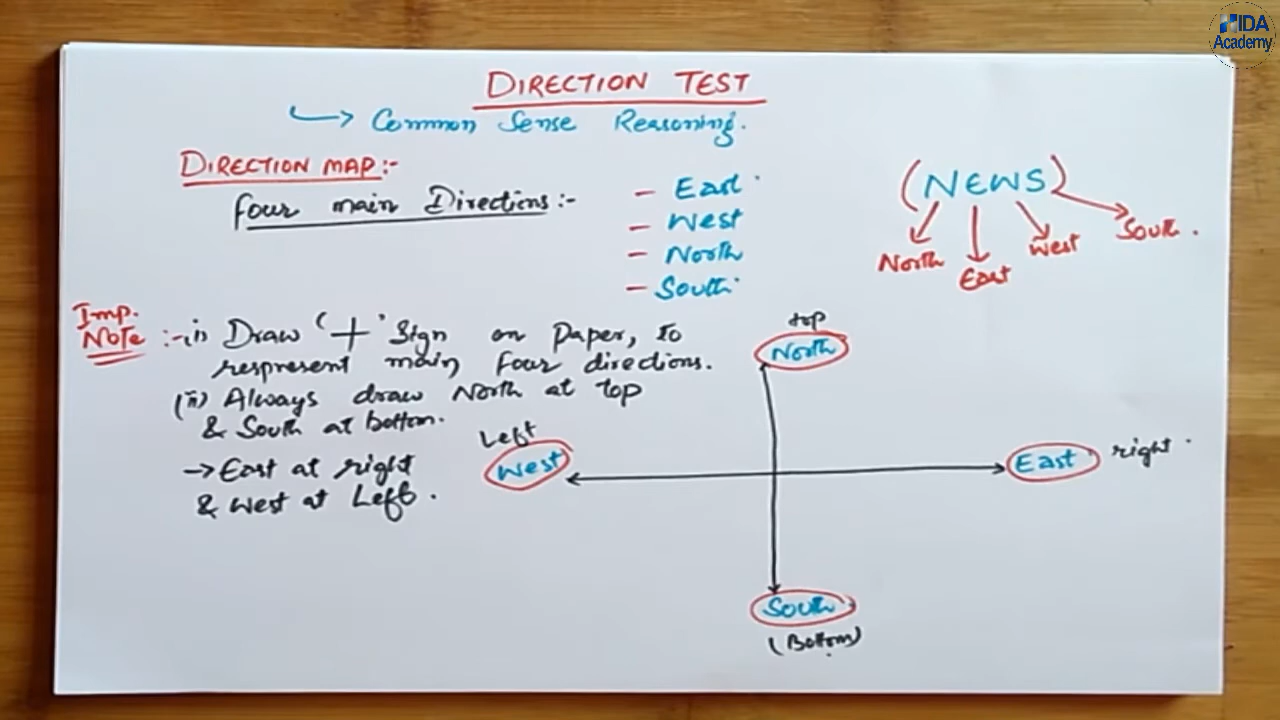 HIDA
Academy
DIRECTION TEST
Common Sense Reasoning.
DIRECTION MAP:-
four main Directions:-
- East
- West
- North
- South
(NEWS)
North
East
West
South.
Imp.
Note :- i) Draw '+' Sign on Paper, to
respresent main four directions.
(ii) Always draw North at top
& South at bottom.
→ East at right
& West at Left.
top
North
Left
West
East
right
South
(Bottom)